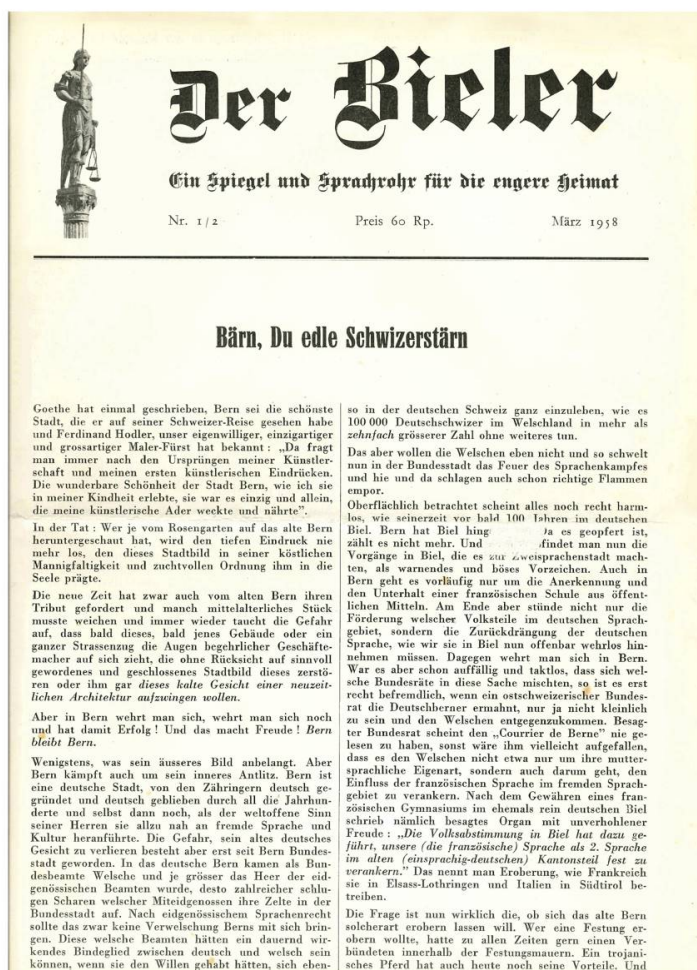 Der Bieler
Ein Spiegel und Sprachrohr für die engere Heimat
Nr. 1/2 Preis 60 Rp. März 1958
Bärn, Du edle Schwizerstärn
Goethe hat einmal geschrieben, Bern sei die schönste
Stadt, die er auf seiner Schweizer-Reise gesehen habe
und Ferdinand Hodler, unser eigenwilliger, einzigartiger
und grossartiger Maler-Fürst hat bekannt : „Da fragt
man immer nach den Ursprüngen meiner Künstler-
schaft und meinen ersten künstlerischen Eindrücken.
Die wunderbare Schönheit der Stadt Bern, wie ich sie
in meiner Kindheit erlebte, sie war es einzig und allein,
die meine künstlerische Ader weckte und nährte”.
In der Tat : Wer je vom Rosengarten auf das alte Bern
heruntergeschaut hat, wird den tiefen Eindruck nie
mehr los, den dieses Stadtbild in seiner köstlichen
Mannigfaltigkeit und zuchtvollen Ordnung ihm in die
Seele prägte.
Die neue Zeit hat zwar auch vom alten Bern ihren
Tribut gefordert und manch mittelalterliches Stück
musste weichen und immer wieder taucht die Gefahr
auf, dass bald dieses, bald jenes Gebäude oder ein
ganzer Strassenzug die Augen begehrlicher Geschäfte-
macher auf sich zieht, die ohne Rücksicht auf sinnvoll
gewordenes und geschlossenes Stadtbild dieses zerstö-
ren oder ihm gar dieses kalte Gesicht einer neuzeit-
lichen Architektur aufzwingen wollen.
Aber in Bern wehrt man sich, wehrt man sich noch
und hat damit Erfolg ! Und das macht Freude ! Bern
bleibt Bern.
Wenigstens, was sein äusseres Bild anbelangt. Aber
Bern kämpft auch um sein inneres Antlitz. Bern ist
eine deutsche Stadt, von den Zähringern deutsch ge-
gründet und deutsch geblieben durch all die Jahrhun-
derte und selbst dann noch, als der weltoffene Sinn
seiner Herren sie allzu nah an fremde Sprache und
Kultur heranführte. Die Gefahr, sein altes deutsches
Gesicht zu verlieren besteht aber erst seit Bern Bundes-
stadt geworden. In das deutsche Bern kamen als Bun-
desbeamte Welsche und je grösser das Heer der eid-
genössischen Beamten wurde, desto zahlreicher schlu-
gen Scharen welscher Miteidgenossen ihre Zelte in der
Bundesstadt auf. Nach eidgenössischem Sprachenrecht
sollte das zwar keine Verwelschung Berns mit sich brin-
gen. Diese welsche Beamten hätten ein dauernd wir-
kendes Bindeglied zwischen deutsch und welsch sein
können, wenn sie den Willen gehabt hätten, sich eben-
so in der deutschen Schweiz ganz einzuleben, wie es
100 000 Deutschschwizer im Welschland in mehr als
zehnfach grösserer Zahl ohne weiteres tun.
Das aber wollen die Welschen eben nicht und so schwelt
nun in der Bundesstadt das Feuer des Sprachenkampfes
und hie und da schlagen auch schon richtige Flammen
empor.
Oberflächlich betrachtet scheint alles noch recht harm-
los, wie seinerzeit vor bald 100 Jahren im deutschen
Biel. Bern hat Biel hing Da es geopfert ist,
zählt es nicht mehr. Und findet man nun die
Vorgänge in Biel, die es zur Zweisprachenstadt mach-
ten, als warnendes und böses Vorzeichen. Auch in
Bern geht es vorläufig nur um die Anerkennung und
den Unterhalt einer französischen Schule aus öffent-
lichen Mitteln. Am Ende aber stünde nicht nur die
Förderung welscher Volksteile im deutschen Sprach-
gebiet, sondern die Zurückdrängung der deutschen
Sprache, wie wir sie in Biel nun offenbar wehrlos hin-
nehmen müssen. Dagegen wehrt man sich in Bern.
War es aber schon auffällig und taktlos, dass sich wel-
sche Bundesräte in diese Sache mischten, so ist es erst
recht befremdlich, wenn ein ostschweizerischer Bundes-
rat die Deutschberner ermahnt, nur ja nicht kleinlich
zu sein und den Welschen entgegenzukommen. Besag-
ter Bundesrat scheint den „Courrier de Berne” nie ge-
lesen zu haben, sonst wäre ihm vielleicht aufgefallen,
dass es den Welschen nicht etwa nur um ihre mutter-
sprachliche Eigenart, sondern auch darum geht, den
Einfluss der französischen Sprache im fremden Sprach-
gebiet zu verankern. Nach dem Gewähren eines fran-
zösischen Gymnasiums im ehemals rein deutschen Biel
schrieb nämlich besagtes Organ mit unverhohlener
Freude : „Die Volksabstimmung in Biel hat dazu ge-
führt, unsere (die französische) Sprache als 2. Sprache
im alten (einsprachig-deutschen) Kantonsteil fest zu
verankern.” Das nennt man Eroberung, wie Frankreich
sie in Elsass-Lothringen und Italien in Südtirol be-
treiben.
Die Frage ist nun wirklich die, ob sich das alte Bern
solcherart erobern lassen will. Wer eine Festung er-
obern wollte, hatte zu allen Zeiten gern einen Ver-
bündeten innerhalb der Festungsmauern. Ein trojani-
sches Pferd hat auch heute noch seine Vorteile. Und